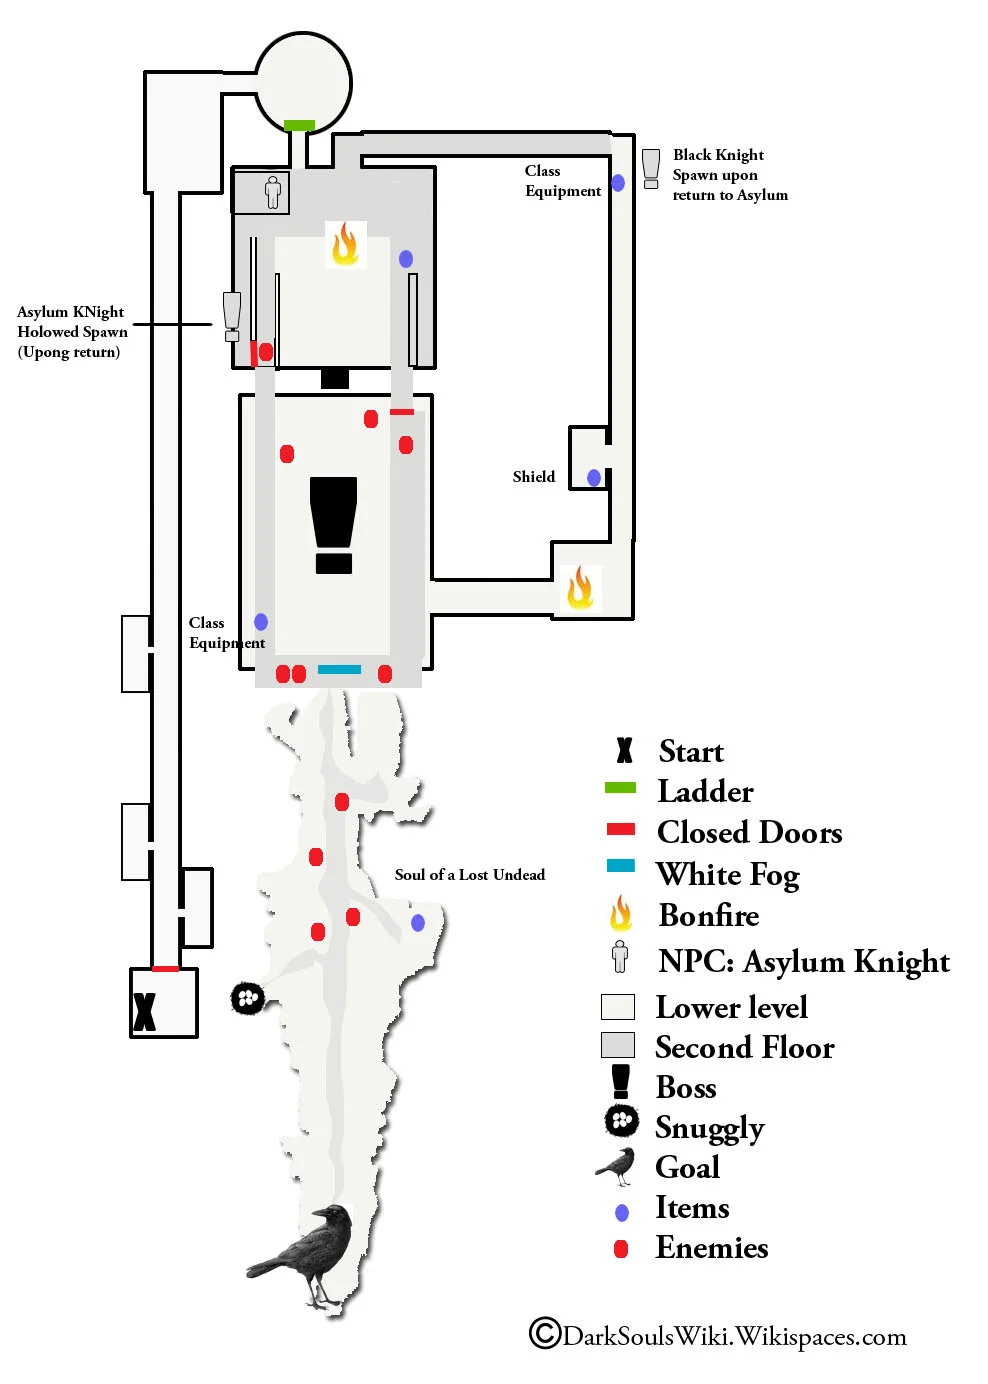 Black Knight
Spawn upon
return to Asylum
Class
Equipment
Asylum KNight
Holowed Spawn
(Upong return)
Shield
Class
Equipment
Soul of a Lost Undead
X
X Start
Ladder
Closed Doors
White Fog
Bonfire
NPC: Asylum Knight
Lower level
Second Floor
Boss
Snuggly
Goal
Items
Enemies
©DarkSoulsWiki.Wikispaces.com